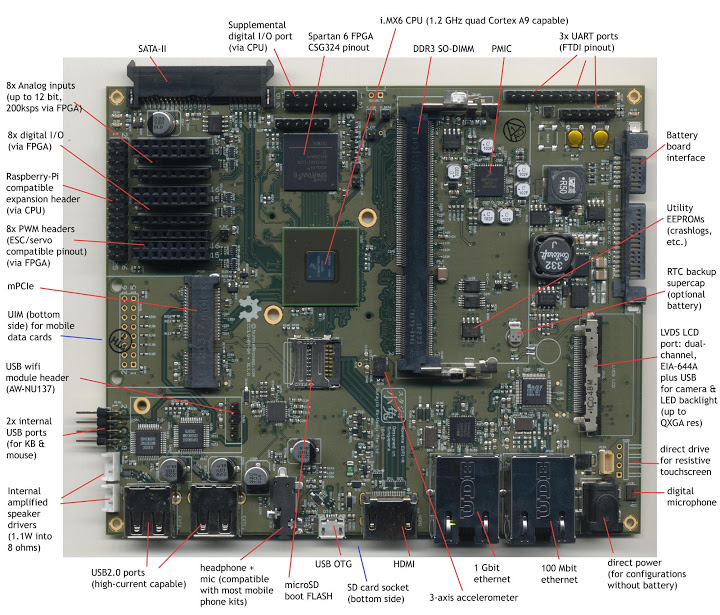 i.MX6 CPU (1.2 GHz quad Cortex A9 capable)
Supplemental
digital I/O port
(via CPU)
Spartan 6 FPGA
CSG324 pinout
SATA-II
DDR3 SO-DIMM
PMIC
3x UART ports
(FTDI pinout)
8x Analog inputs
(up to 12 bit,
200ksps via FPGA)
8x digital I/O
(via FPGA)
Raspberry-Pi
compatible
expansion header
(via CPU)
8x PWM headers
(ESC/servo
compatible pinout)
(via FPGA)
mPCIe
UIM (bottom
side) for mobile
data cards
USB wifi
module header
(AW-NU137)
2x internal
USB ports
(for KB &
mouse)
Internal
amplified
speaker
drivers
(1.1W into
8 ohms)
Battery
board
interface
Utility
EEPROMs
(crashlogs,
etc.)
RTC backup
supercap
(optional
battery)
LVDS LCD
port: dual-
channel,
EIA-644A
plus USB
for camera &
LED backlight
(up to
QXGA res)
direct drive
for resistive
touchscreen
digital
microphone
R50
332
USB2.0 ports
(high-current capable)
headphone +
mic (compatible
with most mobile
phone kits)
microSD
boot FLASH
USB OTG
SD card socket
(bottom side)
HDMI
3-axis accelerometer
1 Gbit
ethernet
100 Mbit
ethernet
direct power
(for configurations
without battery)